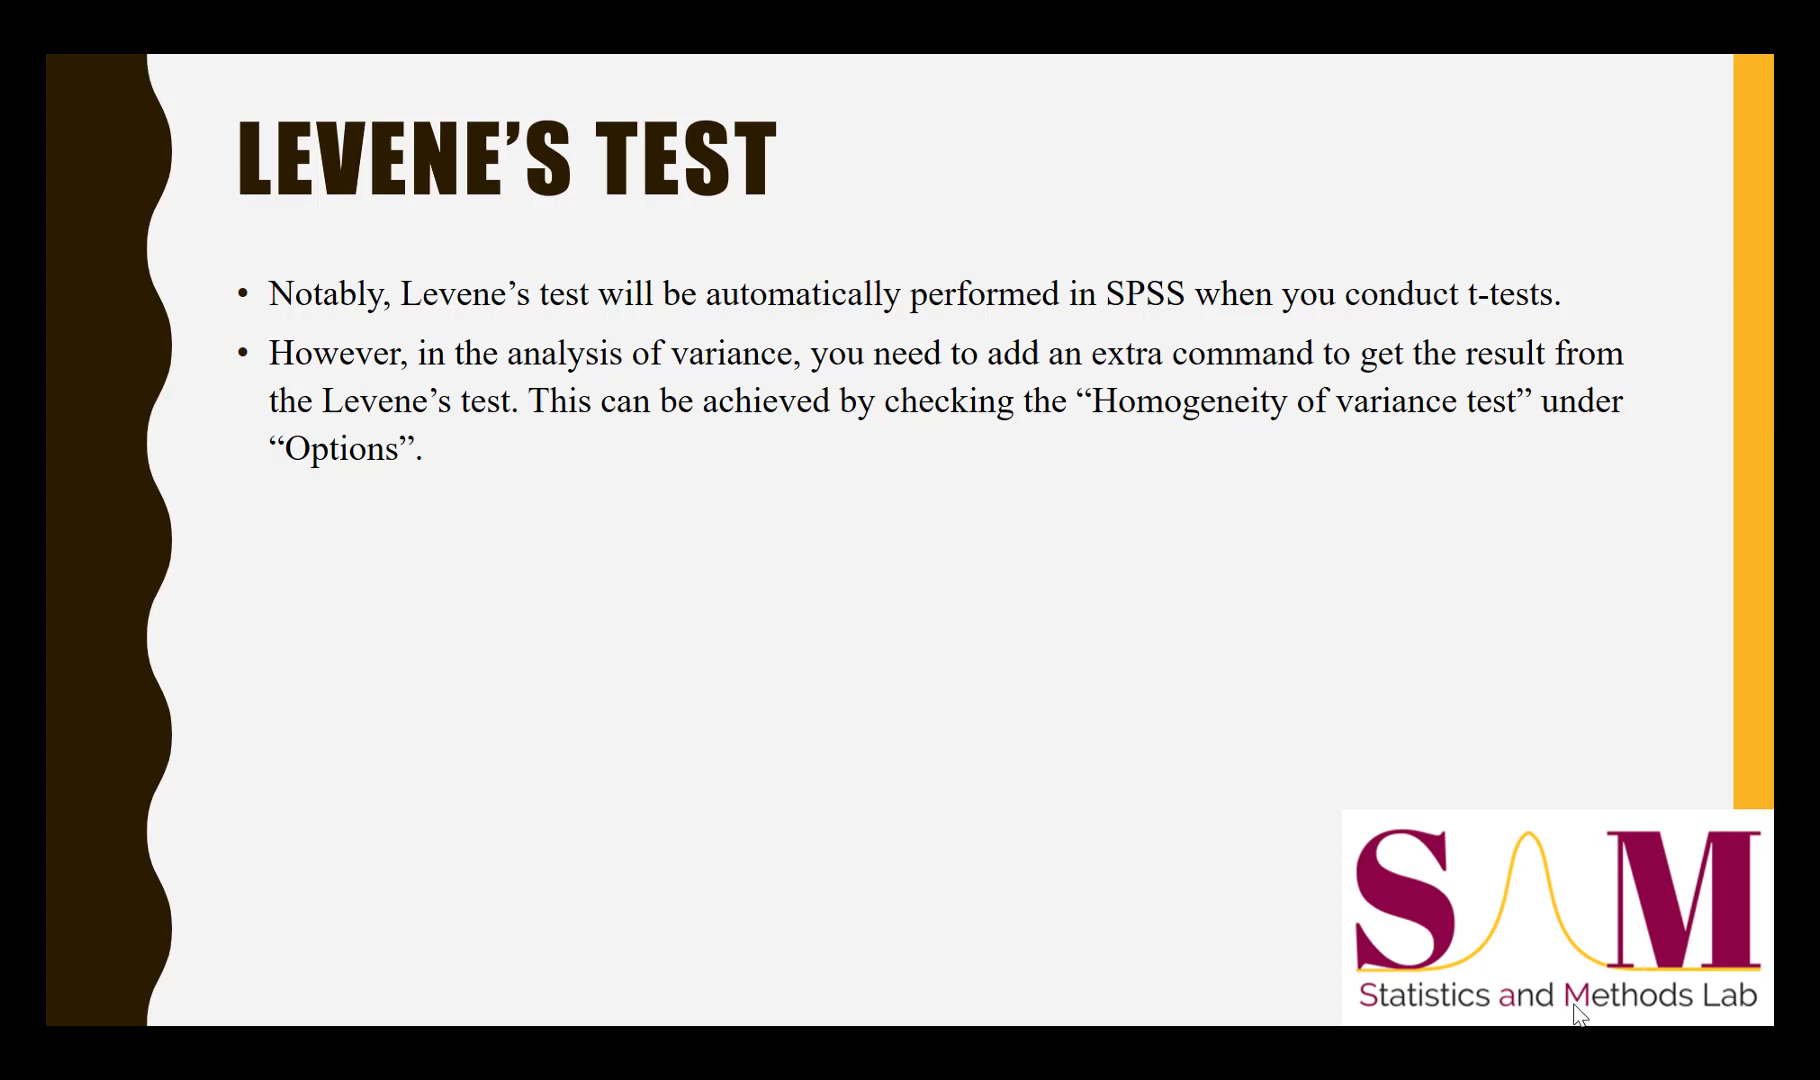 LEVENE’S TEST
• Notably, Levene’s test will be automatically performed in SPSS when you conduct t-tests.
• However, in the analysis of variance, you need to add an extra command to get the result from
the Levene’s test. This can be achieved by checking the “Homogeneity of variance test” under
“Options”.
S M
Statistics and Methods Lab